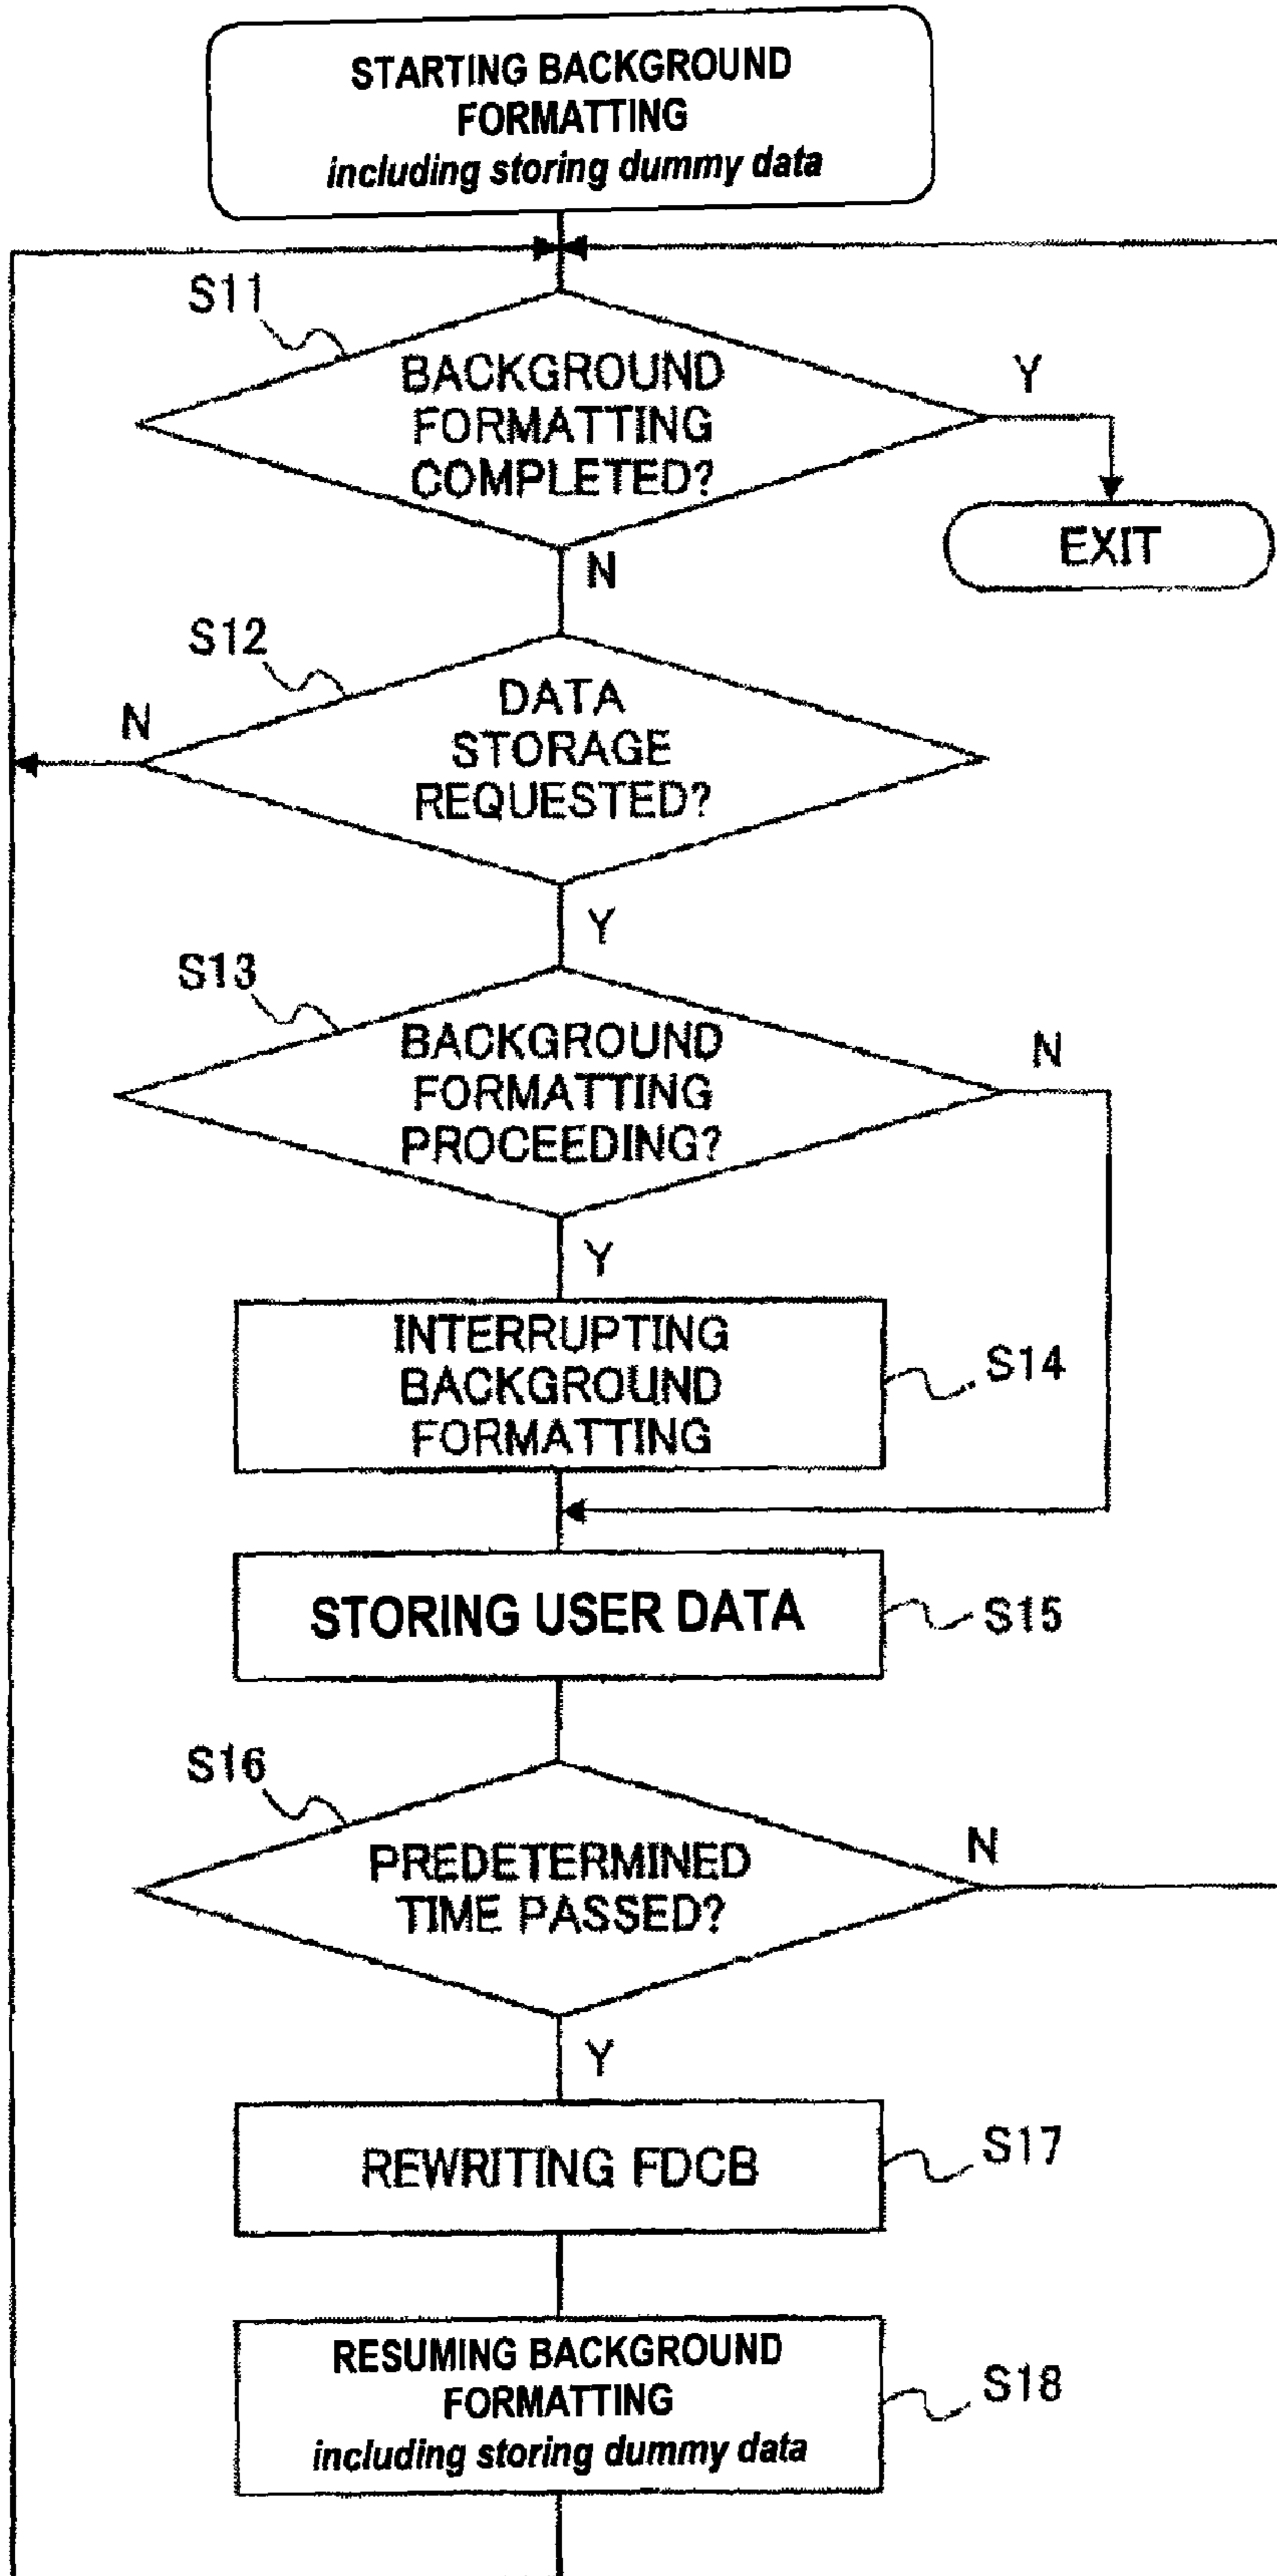 STARTING BACKGROUND
FORMATTING
including storing dummy data
S11
BACKGROUND
FORMATTING
COMPLETED?
Y
EXIT
N
S12
DATA
STORAGE
REQUESTED?
N
Y
S13
BACKGROUND
FORMATTING
PROCEEDING?
N
Y
INTERRUPTING
BACKGROUND
FORMATTING
S14
STORING USER DATA
S15
S16
PREDETERMINED
TIME PASSED?
N
Y
REWRITING FDCB
S17
RESUMING BACKGROUND
FORMATTING
including storing dummy data
S18